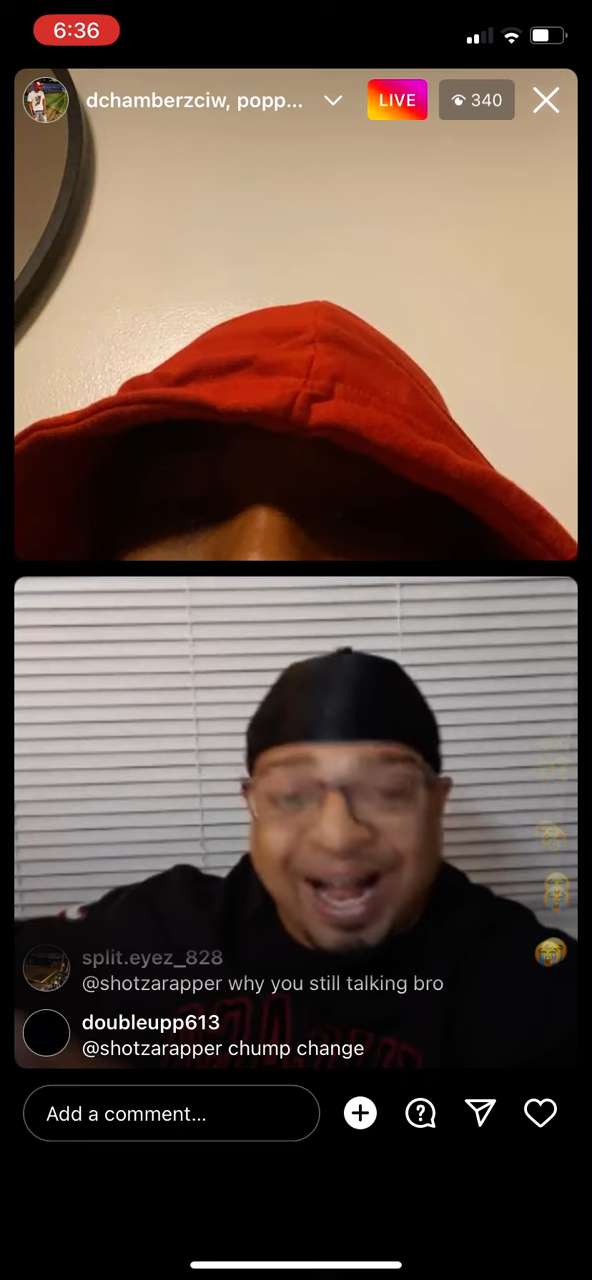 6:36
dchamberzciw, popp...
LIVE
340
split.eyez_828
@shotzarapper why you still talking bro
doubleupp613
@shotzarapper chump change
Add a comment...